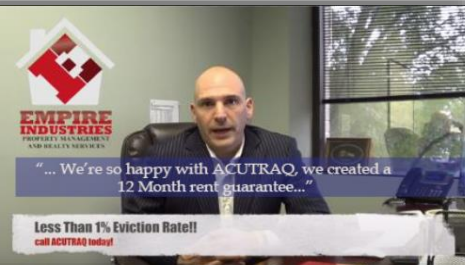 EMPIRE
INDUSTRIES
PROPERTY MANAGEMENT
AND REALTY SERVICES
"... We're so happy with ACUTRAQ, we created a
12 Month rent guarantee..."
Less Than 1% Eviction Rate!!
call ACUTRAQ today!